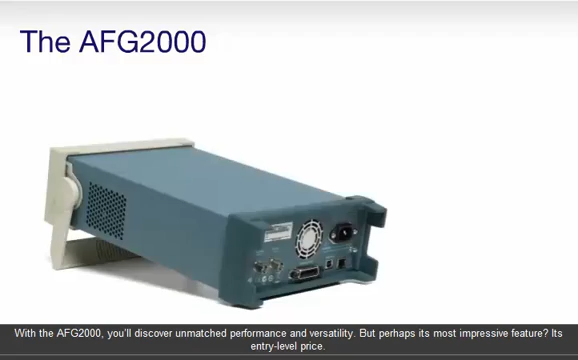 The AFG2000
With the AFG2000, you'll discover unmatched performance and versatility. But perhaps its most impressive feature? Its
entry-level price.